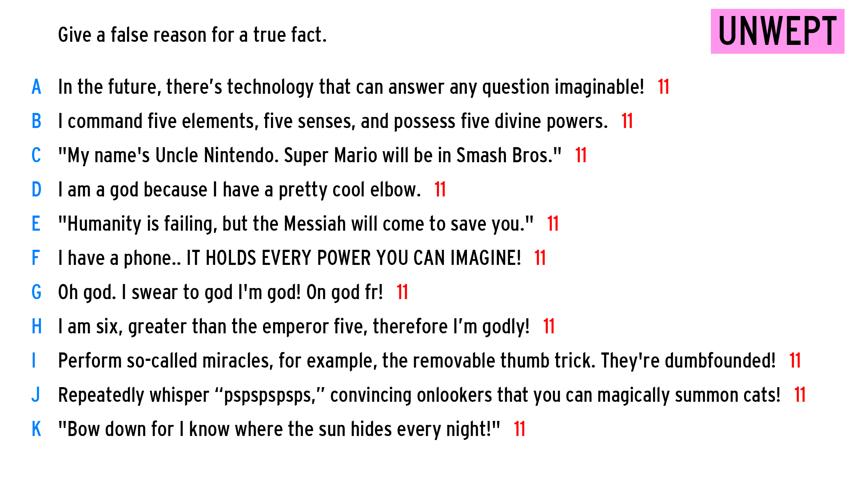 Give a false reason for a true fact.
UNWEPT
A In the future, there’s technology that can answer any question imaginable! 11
B I command five elements, five senses, and possess five divine powers. 11
C "My name's Uncle Nintendo. Super Mario will be in Smash Bros." 11
D I am a god because I have a pretty cool elbow. 11
E "Humanity is failing, but the Messiah will come to save you." 11
F I have a phone.. IT HOLDS EVERY POWER YOU CAN IMAGINE! 11
G Oh god. I swear to god I'm god! On god fr! 11
H I am six, greater than the emperor five, therefore I’m godly! 11
I Perform so-called miracles, for example, the removable thumb trick. They're dumbfounded! 11
J Repeatedly whisper “pspspspsps,” convincing onlookers that you can magically summon cats! 11
K "Bow down for I know where the sun hides every night!" 11